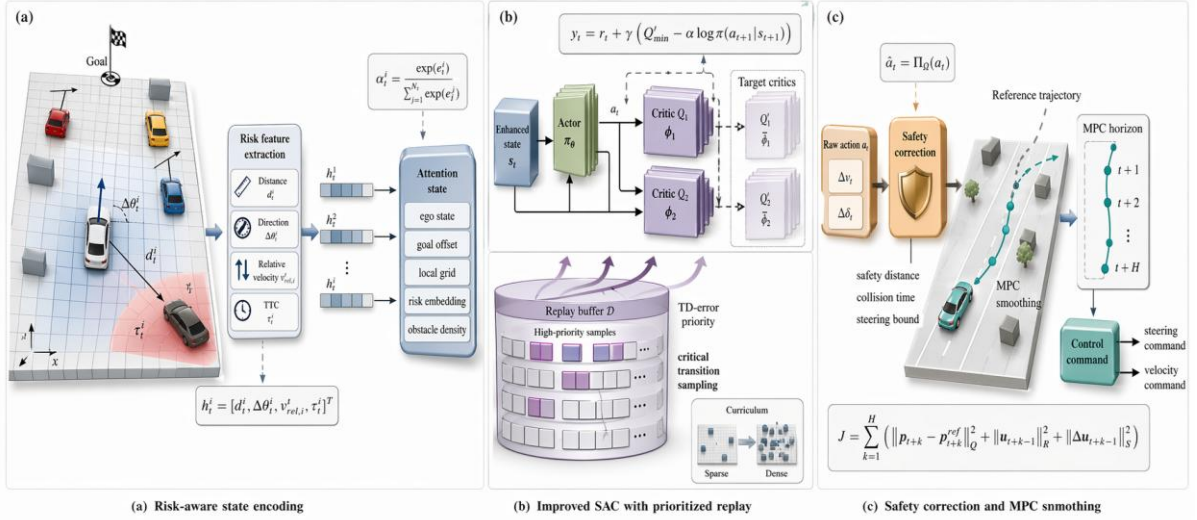 (a)
Goal
Δθ_t^i
d_t^i
τ_t^i
x
Risk feature
extraction
Distance
d_t^i
Direction
Δθ_t^i
Relative
velocity v_{rel,i}^t
TTC
τ_t^i
h_t^i = [d_t^i, Δθ_t^i, v_{rel,i}^t, τ_t^i]^T
α_t^i = exp(e_t^i) / ∑_{j=1}^{N_t} exp(e_t^j)
h_t^1
h_t^2
⋮
h_t^i
Attention
state
ego state
goal offset
local grid
risk embedding
obstacle density
(a) Risk-aware state encoding
(b)
y_t = r_t + γ (Q'_min − α log π(a_{t+1}|s_{t+1}))
Enhanced
state
s_t
Actor
π_θ
a_t
Critic Q_1
ϕ_1
Critic Q_2
ϕ_2
Target critics
Q'_1
ϕ̄_1
Q'_2
ϕ̄_2
Replay buffer 𝒟
High-priority samples
...
...
...
...
TD-error
priority
critical
transition
sampling
Curriculum
Sparse
Dense
(b) Improved SAC with prioritized replay
(c)
â_t = Π_Ω(a_t)
Raw action a_t
Δv_t
Δδ_t
Safety
correction
safety distance
collision time
steering bound
Reference trajectory
MPC
smoothing
MPC horizon
t + 1
t + 2
⋮
t + H
Control
command
steering
command
velocity
command
J = ∑_{k=1}^{H} (‖p_{t+k} − p_{t+k}^{ref}‖_Q^2 + ‖u_{t+k−1}‖_R^2 + ‖Δu_{t+k−1}‖_S^2)
(c) Safety correction and MPC snmothing